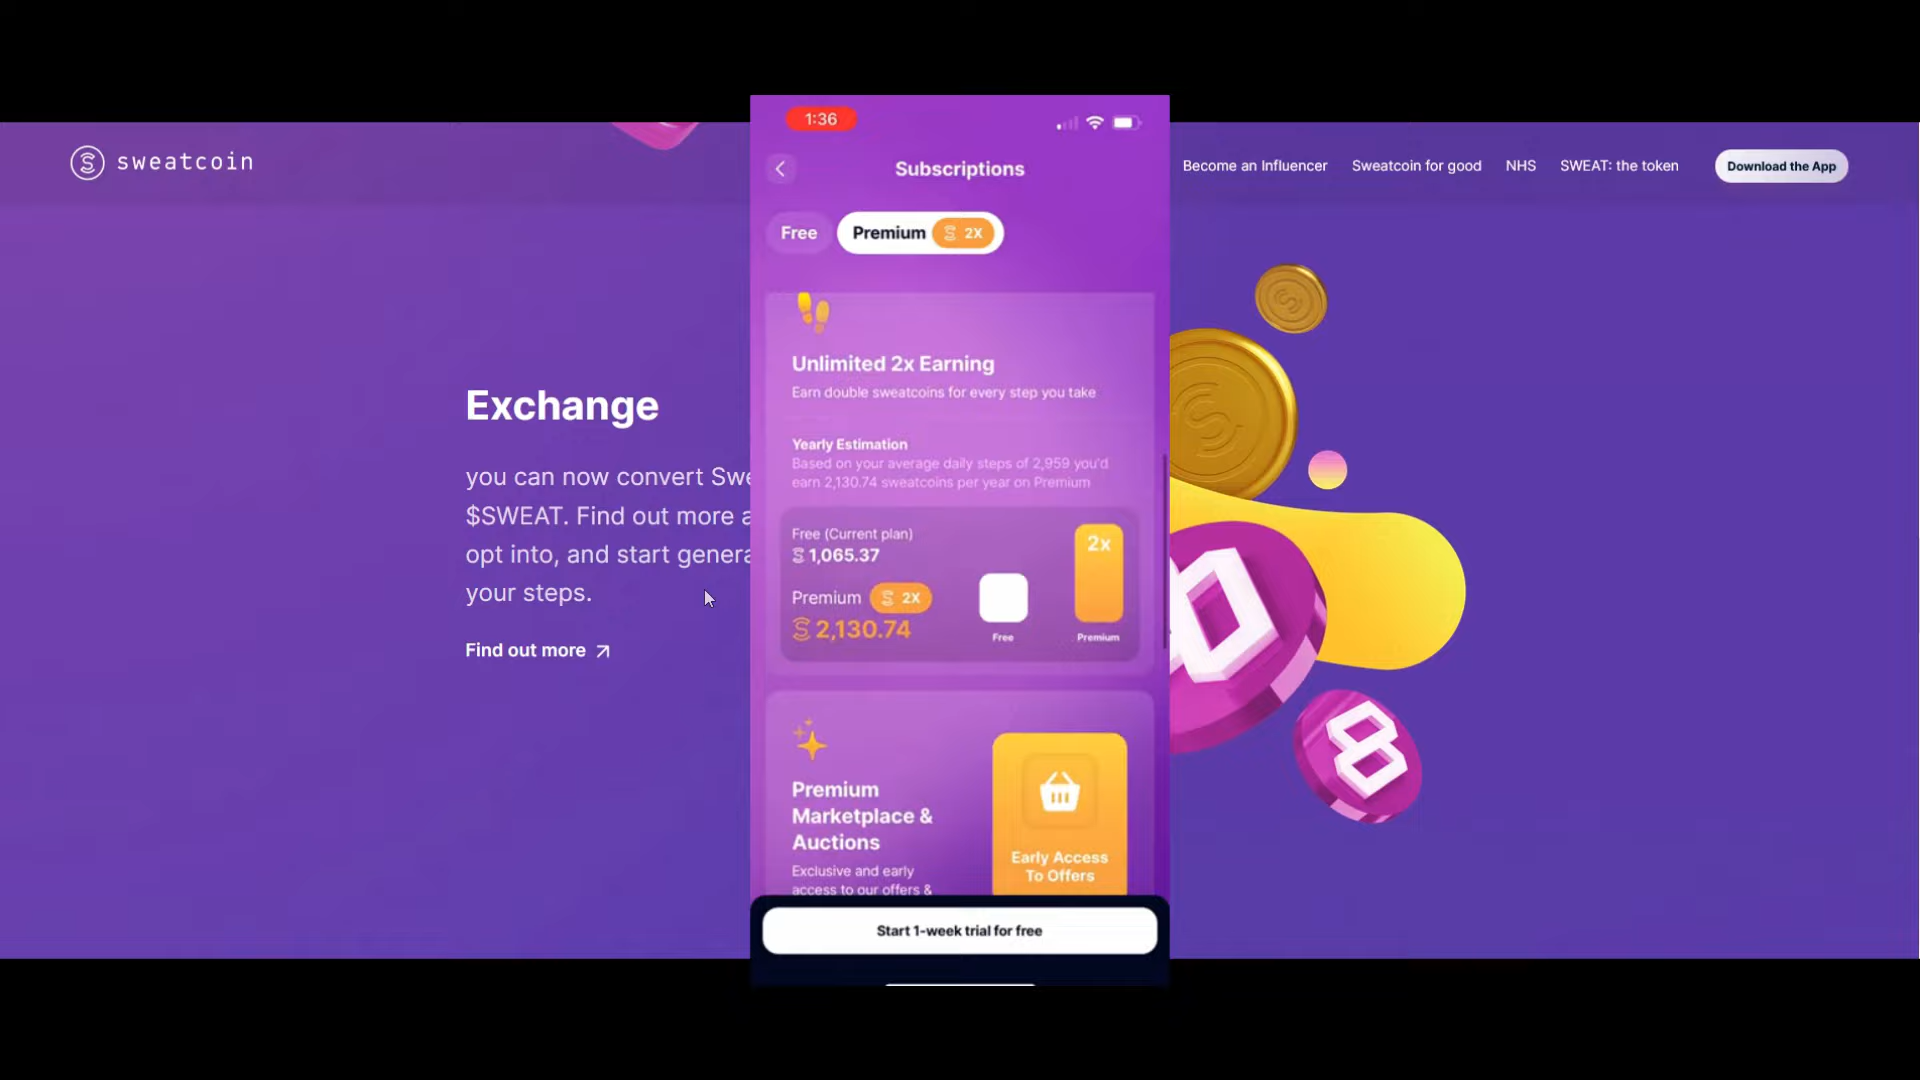 sweatcoin
Become an Influencer
Sweatcoin for good
NHS
SWEAT: the token
Download the App
Exchange
you can now convert Swe
$SWEAT. Find out more a
opt into, and start genera
your steps.
Find out more
1:36
Subscriptions
Free
Premium 2X
Unlimited 2x Earning
Earn double sweatcoins for every step you take
Yearly Estimation
Based on your average daily steps of 2,959 you'd
earn 2,130.74 sweatcoins per year on Premium
Free (Current plan)
1,065.37
Premium 2X
2,130.74
2x
Free
Premium
Premium
Marketplace &
Auctions
Exclusive and early
access to our offers &
Early Access
To Offers
Start 1-week trial for free
0
8